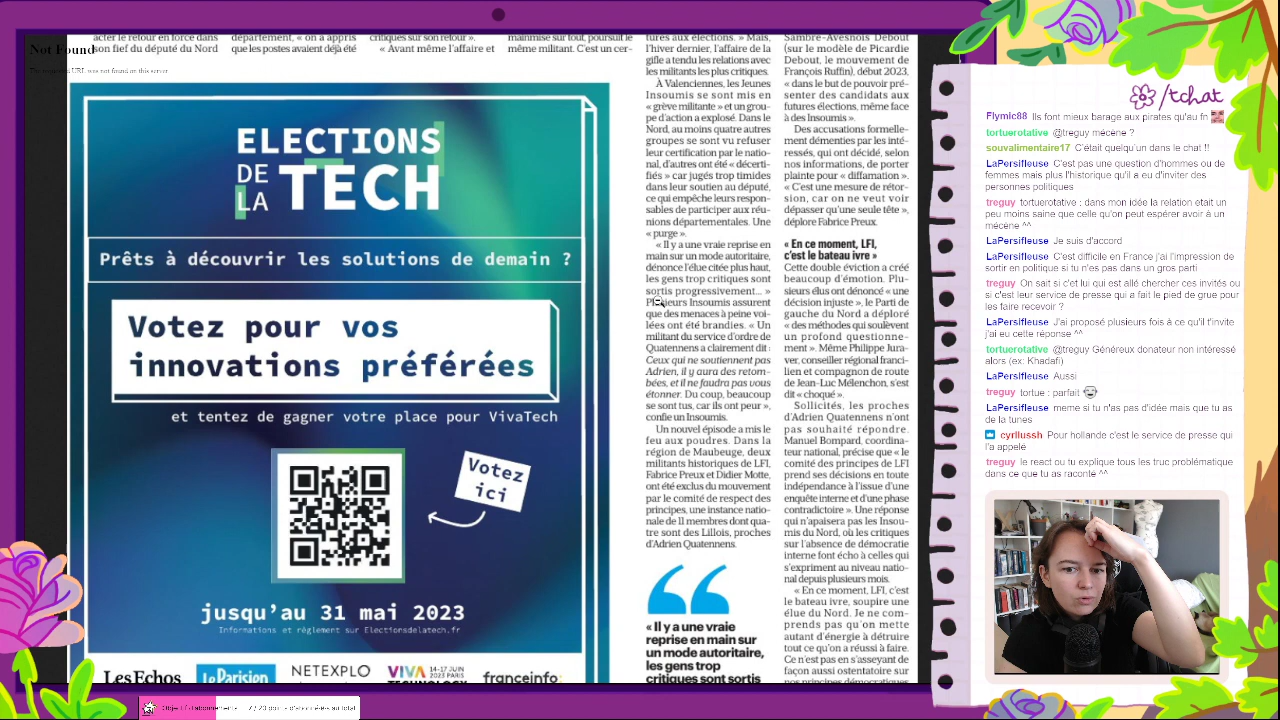 Not Found
URL was not found on this server
acter le retour en force dans
son fief du député du Nord
département, « on a appris
que les postes avaient déjà été
critiques sur son retour ».
« Avant même l'affaire et
mainmise sur tout, poursuit le
même militant. C'est un cer-
ELECTIONS
DE
LA TECH
Prêts à découvrir les solutions de demain ?
Votez pour vos
innovations préférées
et tentez de gagner votre place pour VivaTech
Votez
ici
jusqu'au 31 mai 2023
Informations et règlement sur Electionsdelatech.fr
Les Echos
Le Parisien
NETEXPLO
VIVA
TECHNOLOGY
14-17 JUIN
2023 PARIS
franceinfo:
tures aux élections. » Mais,
l'hiver dernier, l'affaire de la
gifle a tendu les relations avec
les militants les plus critiques.
À Valenciennes, les Jeunes
Insoumis se sont mis en
« grève militante » et un grou-
pe d'action a explosé. Dans le
Nord, au moins quatre autres
groupes se sont vu refuser
leur certification par le natio-
nal, d'autres ont été « décerti-
fiés » car jugés trop timides
dans leur soutien au député,
ce qui empêche leurs respon-
sables de participer aux réu-
nions départementales. Une
« purge ».
« Il y a une vraie reprise en
main sur un mode autoritaire,
dénonce l'élue citée plus haut,
les gens trop critiques sont
sortis progressivement... »
Plusieurs Insoumis assurent
que des menaces à peine voi-
lées ont été brandies. « Un
militant du service d'ordre de
Quatennens a clairement dit :
Ceux qui ne soutiennent pas
Adrien, il y aura des retom-
bées, et il ne faudra pas vous
étonner. Du coup, beaucoup
se sont tus, car ils ont peur »,
confie un Insoumis.
Un nouvel épisode a mis le
feu aux poudres. Dans la
région de Maubeuge, deux
militants historiques de LFI,
Fabrice Preux et Didier Motte,
ont été exclus du mouvement
par le comité de respect des
principes, une instance natio-
nale de 11 membres dont qua-
tre sont des Lillois, proches
d'Adrien Quatennens.
« Il y a une vraie
reprise en main sur
un mode autoritaire,
les gens trop
critiques sont sortis
Sambre-Avesnois Debout
(sur le modèle de Picardie
Debout, le mouvement de
François Ruffin), début 2023,
« dans le but de pouvoir pré-
senter des candidats aux
futures élections, même face
à des Insoumis ».
Des accusations formelle-
ment démenties par les inté-
ressés, qui ont décidé, selon
nos informations, de porter
plainte pour « diffamation ».
« C'est une mesure de rétor-
sion, car on ne veut voir
dépasser qu'une seule tête »,
déplore Fabrice Preux.
« En ce moment, LFI,
c'est le bateau ivre »
Cette double éviction a créé
beaucoup d'émotion. Plu-
sieurs élus ont dénoncé « une
décision injuste », le Parti de
gauche du Nord a déploré
« des méthodes qui soulèvent
un profond questionne-
ment ». Même Philippe Jura-
ver, conseiller régional franci-
lien et compagnon de route
de Jean-Luc Mélenchon, s'est
dit « choqué ».
Sollicités, les proches
d'Adrien Quatennens n'ont
pas souhaité répondre.
Manuel Bompard, coordina-
teur national, précise que « le
comité des principes de LFI
prend ses décisions en toute
indépendance à l'issue d'une
enquête interne et d'une phase
contradictoire ». Une réponse
qui n'apaisera pas les Insou-
mis du Nord, où les critiques
sur l'absence de démocratie
interne font écho à celles qui
s'expriment au niveau natio-
nal depuis plusieurs mois.
« En ce moment, LFI, c'est
le bateau ivre, soupire une
élue du Nord. Je ne com-
prends pas qu'on mette
autant d'énergie à détruire
tout ce qu'on a réussi à faire.
Ce n'est pas en s'asseyant de
façon aussi ostentatoire sur
nos principes démocratiques
/tchat
Flymic88 Ils font mieux barage aux pirates qu'au fn
tortuerotative @treguy mécène ?
souvalimentaire17 C'était quelqu'un dans le chat !!
LaPersifleuse C'est pas une question d'hommes ou de
femmes mais plus l'historique qu'il a eu d'inviter des
personnes politiques
treguy tortuerotative : dans mon idée la relation etait un
peu moins saine que celle qu'on peut espérer avoir avec un
mécène ^^
LaPersifleuse Je suis d'accord
LaPersifleuse C'est difficile en France j'ai l'impression de
sortir en politique si tu n'es pas dans un gros parti
treguy On sait si c'et lui qui est allé chercher ces invités ou
si c'est leur service de presse qui a fait le pied de grue pour
les faire recevoir ?
LaPersifleuse J'ai proposé plusieurs fois à ce qu'il t'invite
j'ai eu cette réponse ^^
tortuerotative @treguy Généreux donateur non intéressé
alors (ex: Khadafi)
LaPersifleuse Aussi
treguy tortue : parfait
LaPersifleuse meme si tu n'as pas d'idée mais que tu as
de la tunes
cyrllussh Pour hollande c'est le service de presse qui
l'a appelé
treguy le react ou tu explique tous les truc problématique
dans ce que tu as raconté ^^